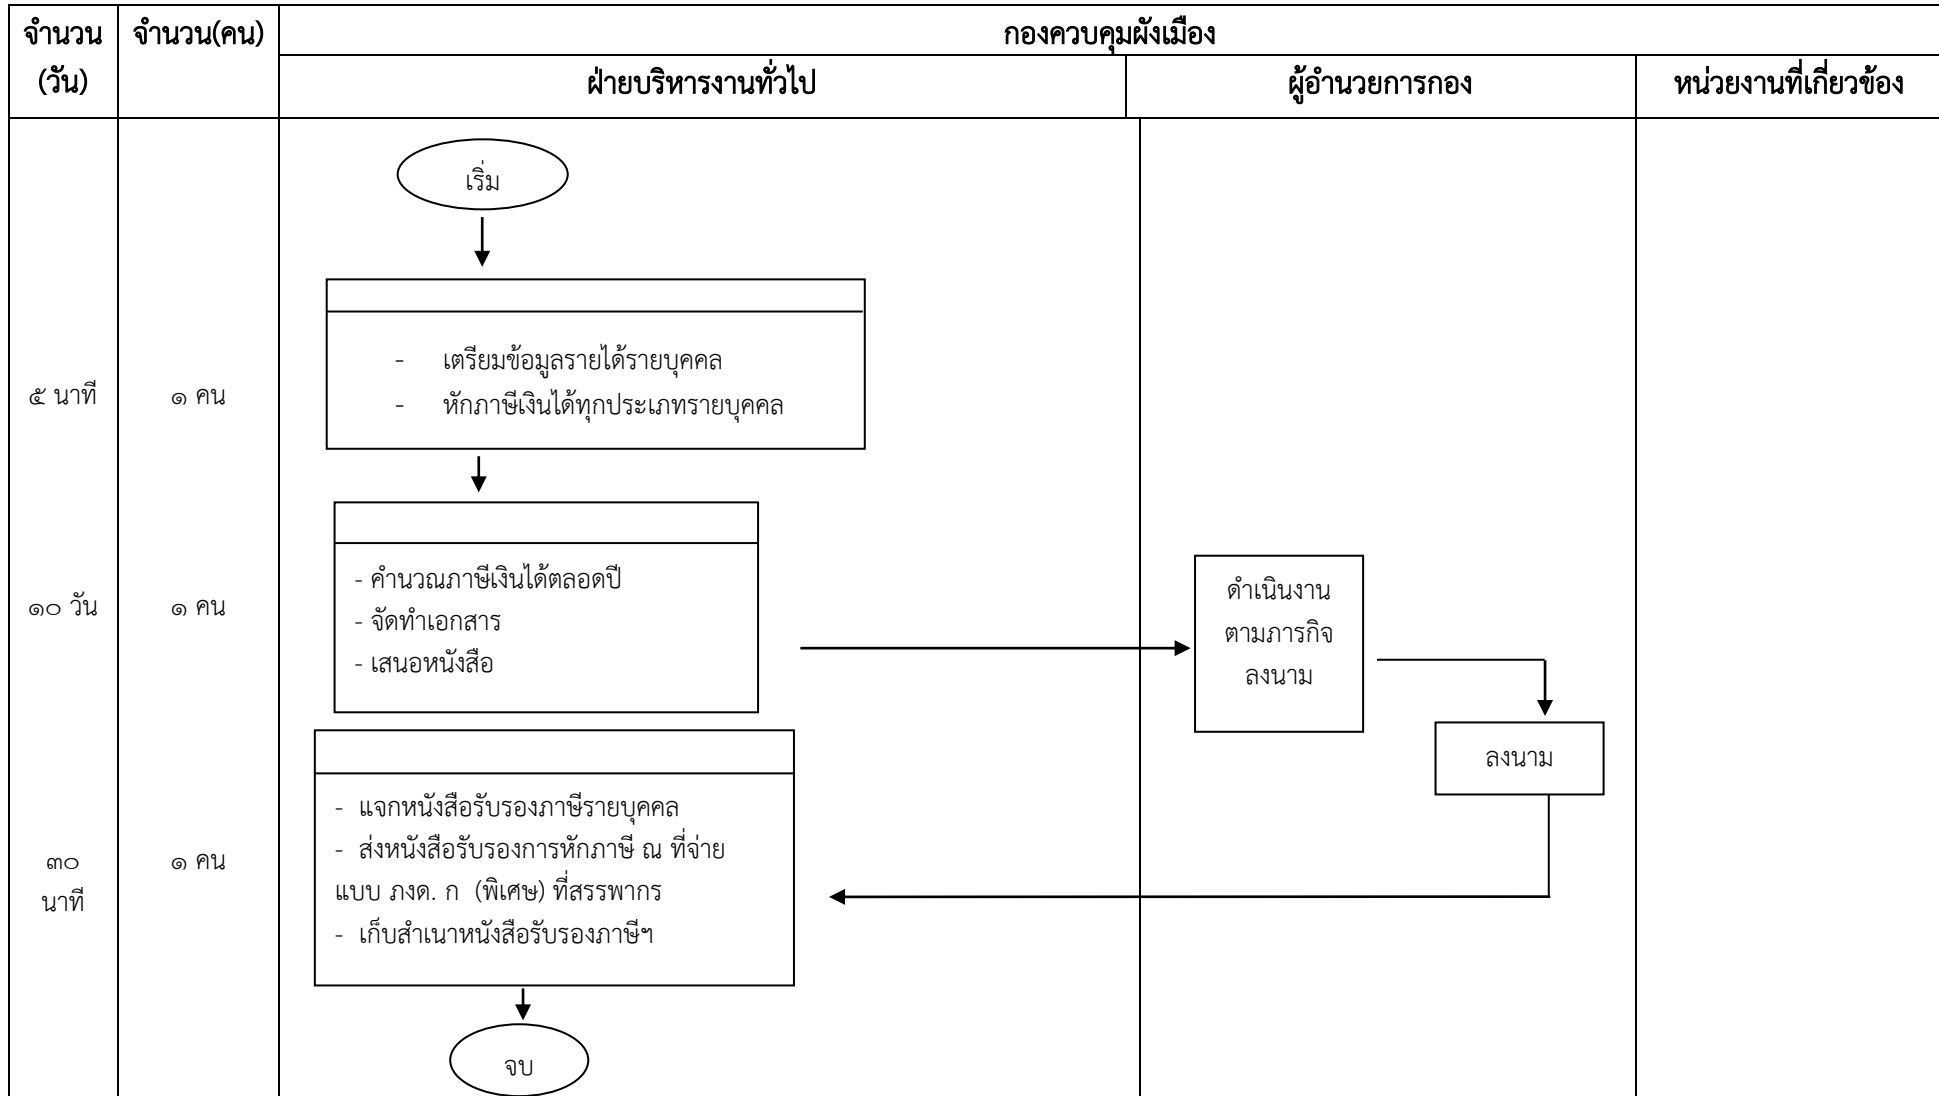 จำนวน
(วัน)
จำนวน(คน)
กองควบคุมผังเมือง
ฝ่ายบริหารงานทั่วไป
ผู้อำนวยการกอง
หน่วยงานที่เกี่ยวข้อง
เริ่ม
๕ นาที
๑ คน
- เตรียมข้อมูลรายได้รายบุคคล
- หักภาษีเงินได้ทุกประเภทรายบุคคล
๑๐ วัน
๑ คน
- คำนวณภาษีเงินได้ตลอดปี
- จัดทำเอกสาร
- เสนอหนังสือ
ดำเนินงาน
ตามภารกิจ
ลงนาม
ลงนาม
๓๐
นาที
๑ คน
- แจกหนังสือรับรองภาษีรายบุคคล
- ส่งหนังสือรับรองการหักภาษี ณ ที่จ่าย
แบบ ภงด. ก (พิเศษ) ที่สรรพากร
- เก็บสำเนาหนังสือรับรองภาษีฯ
จบ